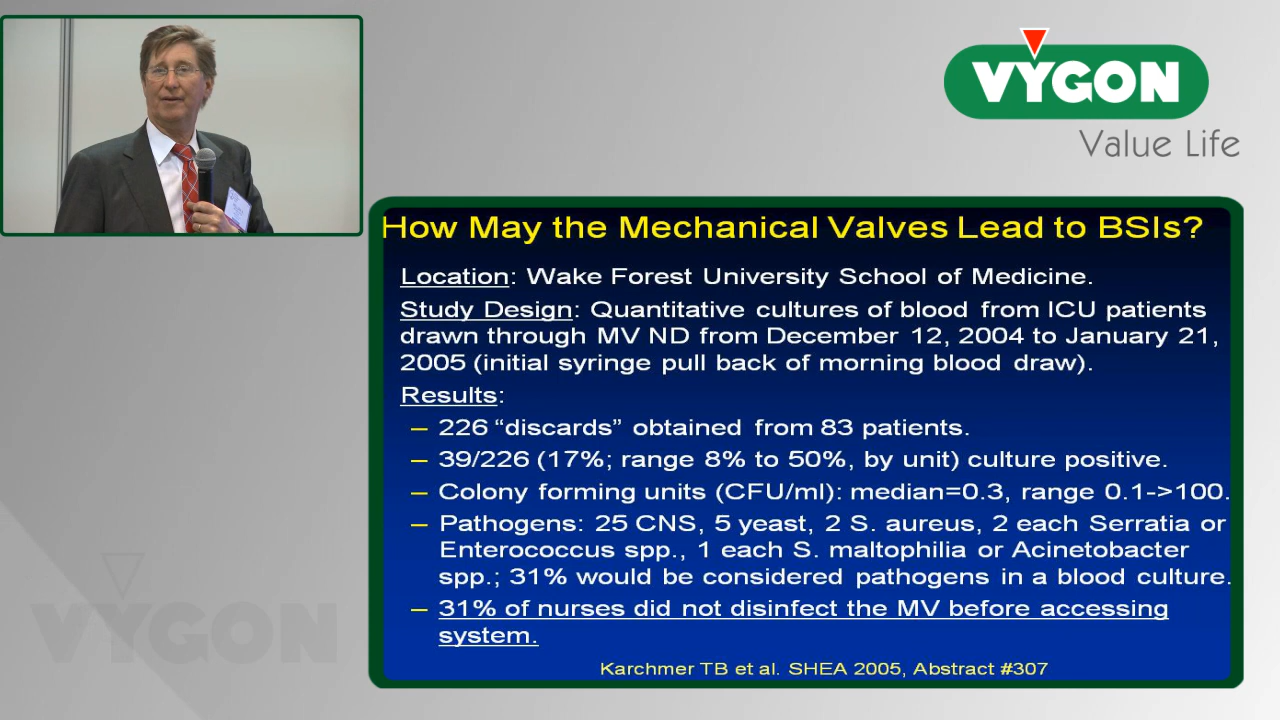 VYGON
Value Life
How May the Mechanical Valves Lead to BSIs?
Location: Wake Forest University School of Medicine.
Study Design: Quantitative cultures of blood from ICU patients
drawn through MV ND from December 12, 2004 to January 21,
2005 (initial syringe pull back of morning blood draw).
Results:
– 226 “discards” obtained from 83 patients.
– 39/226 (17%; range 8% to 50%, by unit) culture positive.
– Colony forming units (CFU/ml): median=0.3, range 0.1->100.
– Pathogens: 25 CNS, 5 yeast, 2 S. aureus, 2 each Serratia or
Enterococcus spp., 1 each S. maltophilia or Acinetobacter
spp.; 31% would be considered pathogens in a blood culture.
– 31% of nurses did not disinfect the MV before accessing
system.
Karchmer TB et al. SHEA 2005, Abstract #307
VYGON